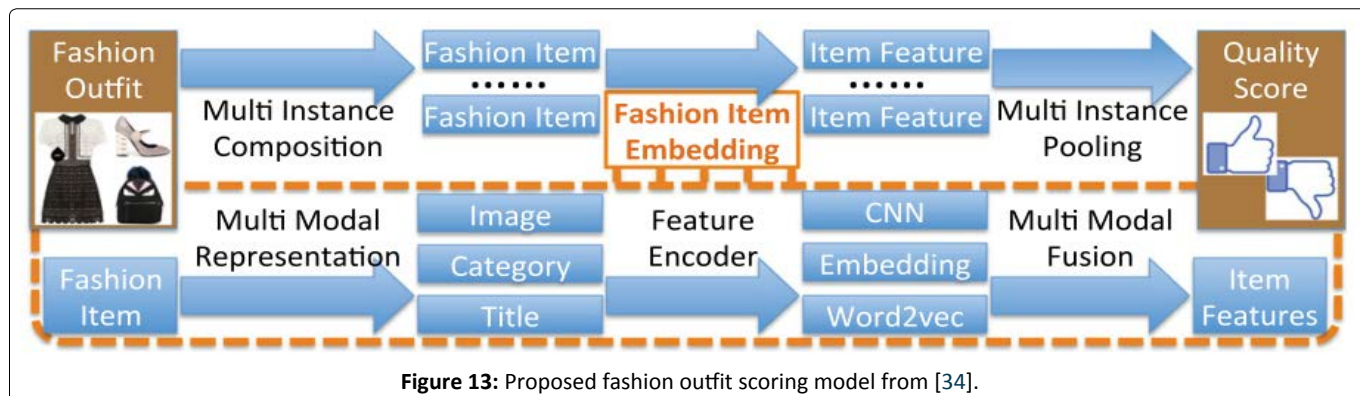 Fashion
Outfit
Multi Instance
Composition
Fashion Item
......
Fashion Item
Fashion Item
Embedding
Item Feature
......
Item Feature
Multi Instance
Pooling
Quality
Score
Fashion
Item
Multi Modal
Representation
Image
Category
Title
Feature
Encoder
CNN
Embedding
Word2vec
Multi Modal
Fusion
Item
Features
Figure 13: Proposed fashion outfit scoring model from [34].